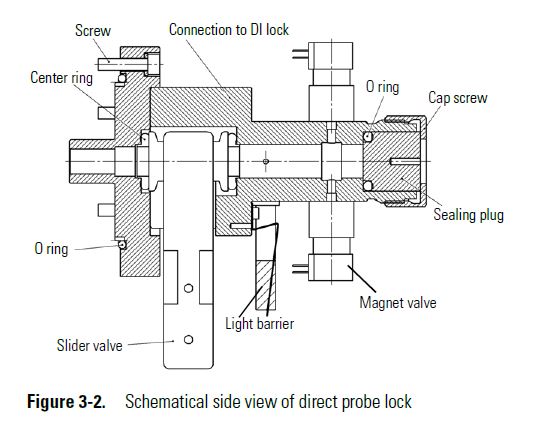 Screw
Connection to DI lock
Center ring
O ring
Cap screw
Sealing plug
O ring
Magnet valve
Light barrier
Slider valve
Figure 3-2. Schematical side view of direct probe lock